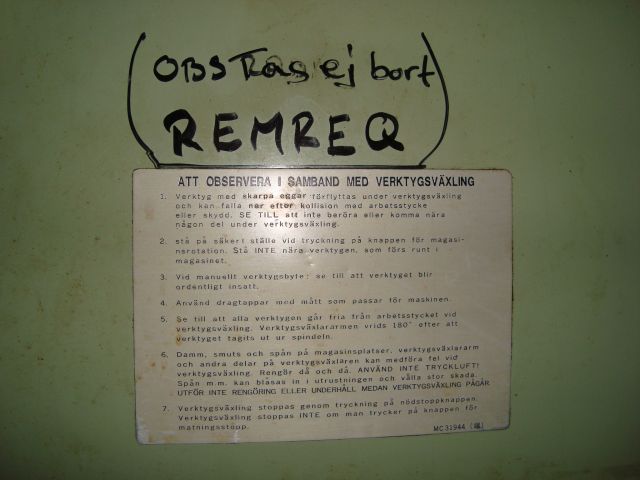 (OBS Tas ej bort)
REMREQ
ATT OBSERVERA I SAMBAND MED VERKTYGSVÄXLING
1. Verktyg med skarpa eggar förflyttas under verktygsväxling
och kan falla ner efter kollision med arbetsstycke
eller skydd. SE TILL att inte beröra eller komma nära
någon del under verktygsväxling.
2. stå på säkert ställe vid tryckning på knappen för magasi-
nsrotation. Stå INTE nära verktygen, som förs runt i
magasinet.
3. Vid manuellt verktygsbyte: se till att verktyget blir
ordentligt insatt.
4. Använd dragtappar med mått som passar för maskinen.
5. Se till att alla verktygen går fria från arbetsstycket vid
verktygsväxling. Verktygsväxlararmen vrids 180° efter att
verktyget tagits ut ur spindeln.
6. Damm, smuts och spån på magasinsplatser, verktygsväxlararm
och andra delar på verktygsväxlaren kan medföra fel vid
verktygsväxling. Rengör då och då. ANVÄND INTE TRYCKLUFT!
Spån m.m. kan blåsas in i utrustningen och vålla stor skada.
UTFÖR INTE RENGÖRING ELLER UNDERHÅLL MEDAN VERKTYGSVÄXLING PÅGÅR
7. Verktygsväxling stoppas genom tryckning på nödstoppknappen.
Verktygsväxling stoppas INTE om man trycker på knappen för
matningsstopp.
MC31944